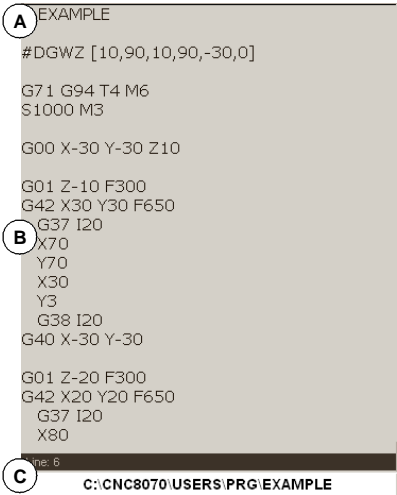 A
EXAMPLE
#DGWZ [10,90,10,90,-30,0]
G71 G94 T4 M6
S1000 M3
G00 X-30 Y-30 Z10
G01 Z-10 F300
G42 X30 Y30 F650
G37 I20
B
X70
Y70
X30
Y3
G38 I20
G40 X-30 Y-30
G01 Z-20 F300
G42 X20 Y20 F650
G37 I20
X80
C
6
C:\CNC8070\USERS\PRG\EXAMPLE